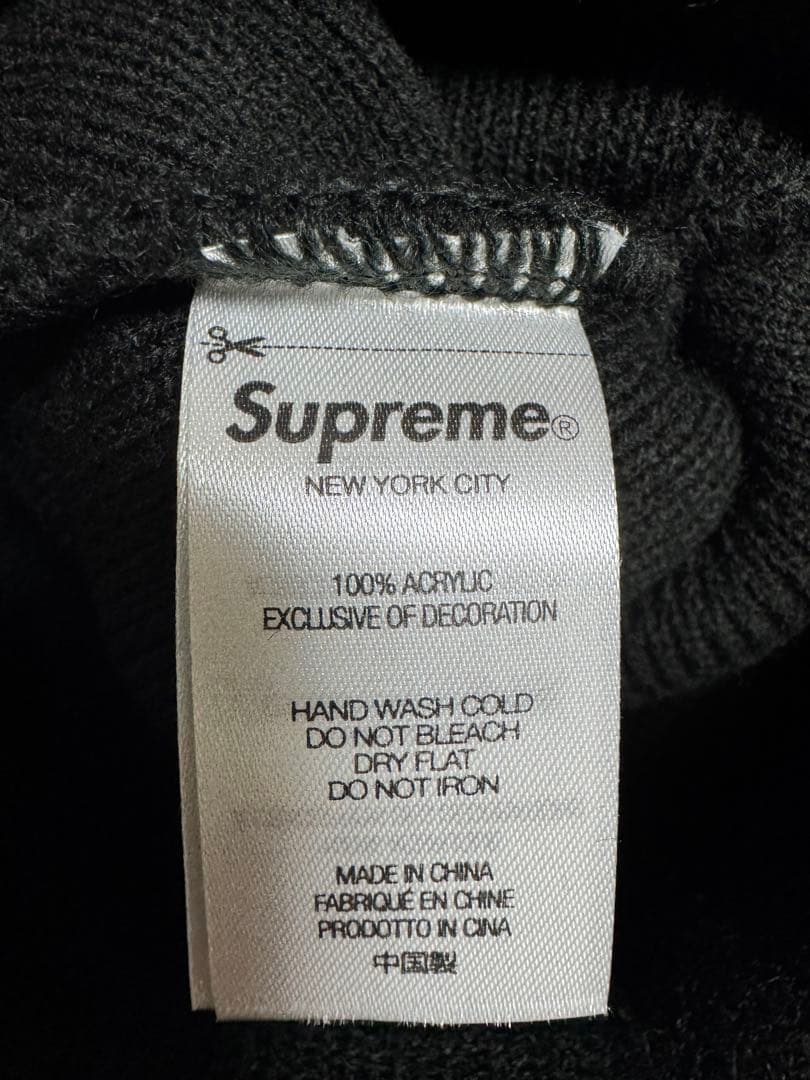 Supreme®
NEW YORK CITY
100% ACRYLIC
EXCLUSIVE OF DECORATION
HAND WASH COLD
DO NOT BLEACH
DRY FLAT
DO NOT IRON
MADE IN CHINA
FABRIQUÉ EN CHINE
PRODOTTO IN CINA
中国製